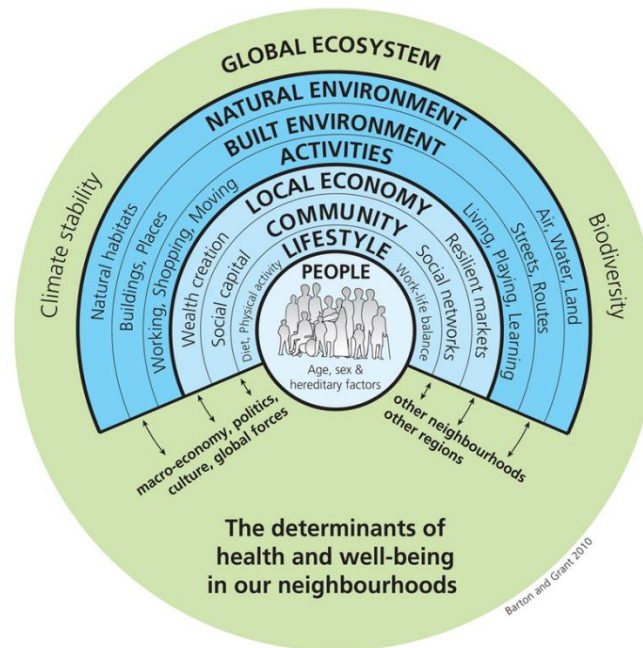 GLOBAL ECOSYSTEM
Climate stability
Biodiversity
NATURAL ENVIRONMENT
Natural habitats
Air, Water, Land
BUILT ENVIRONMENT
Buildings, Places
Streets, Routes
ACTIVITIES
Working, Shopping, Moving
Living, Playing, Learning
LOCAL ECONOMY
Wealth creation
Resilient markets
COMMUNITY
Social capital
Social networks
LIFESTYLE
Diet, Physical activity
Work-life balance
PEOPLE
Age, sex &
hereditary factors
macro-economy, politics,
culture, global forces
other neighbourhoods
other regions
The determinants of
health and well-being
in our neighbourhoods
Barton and Grant 2010